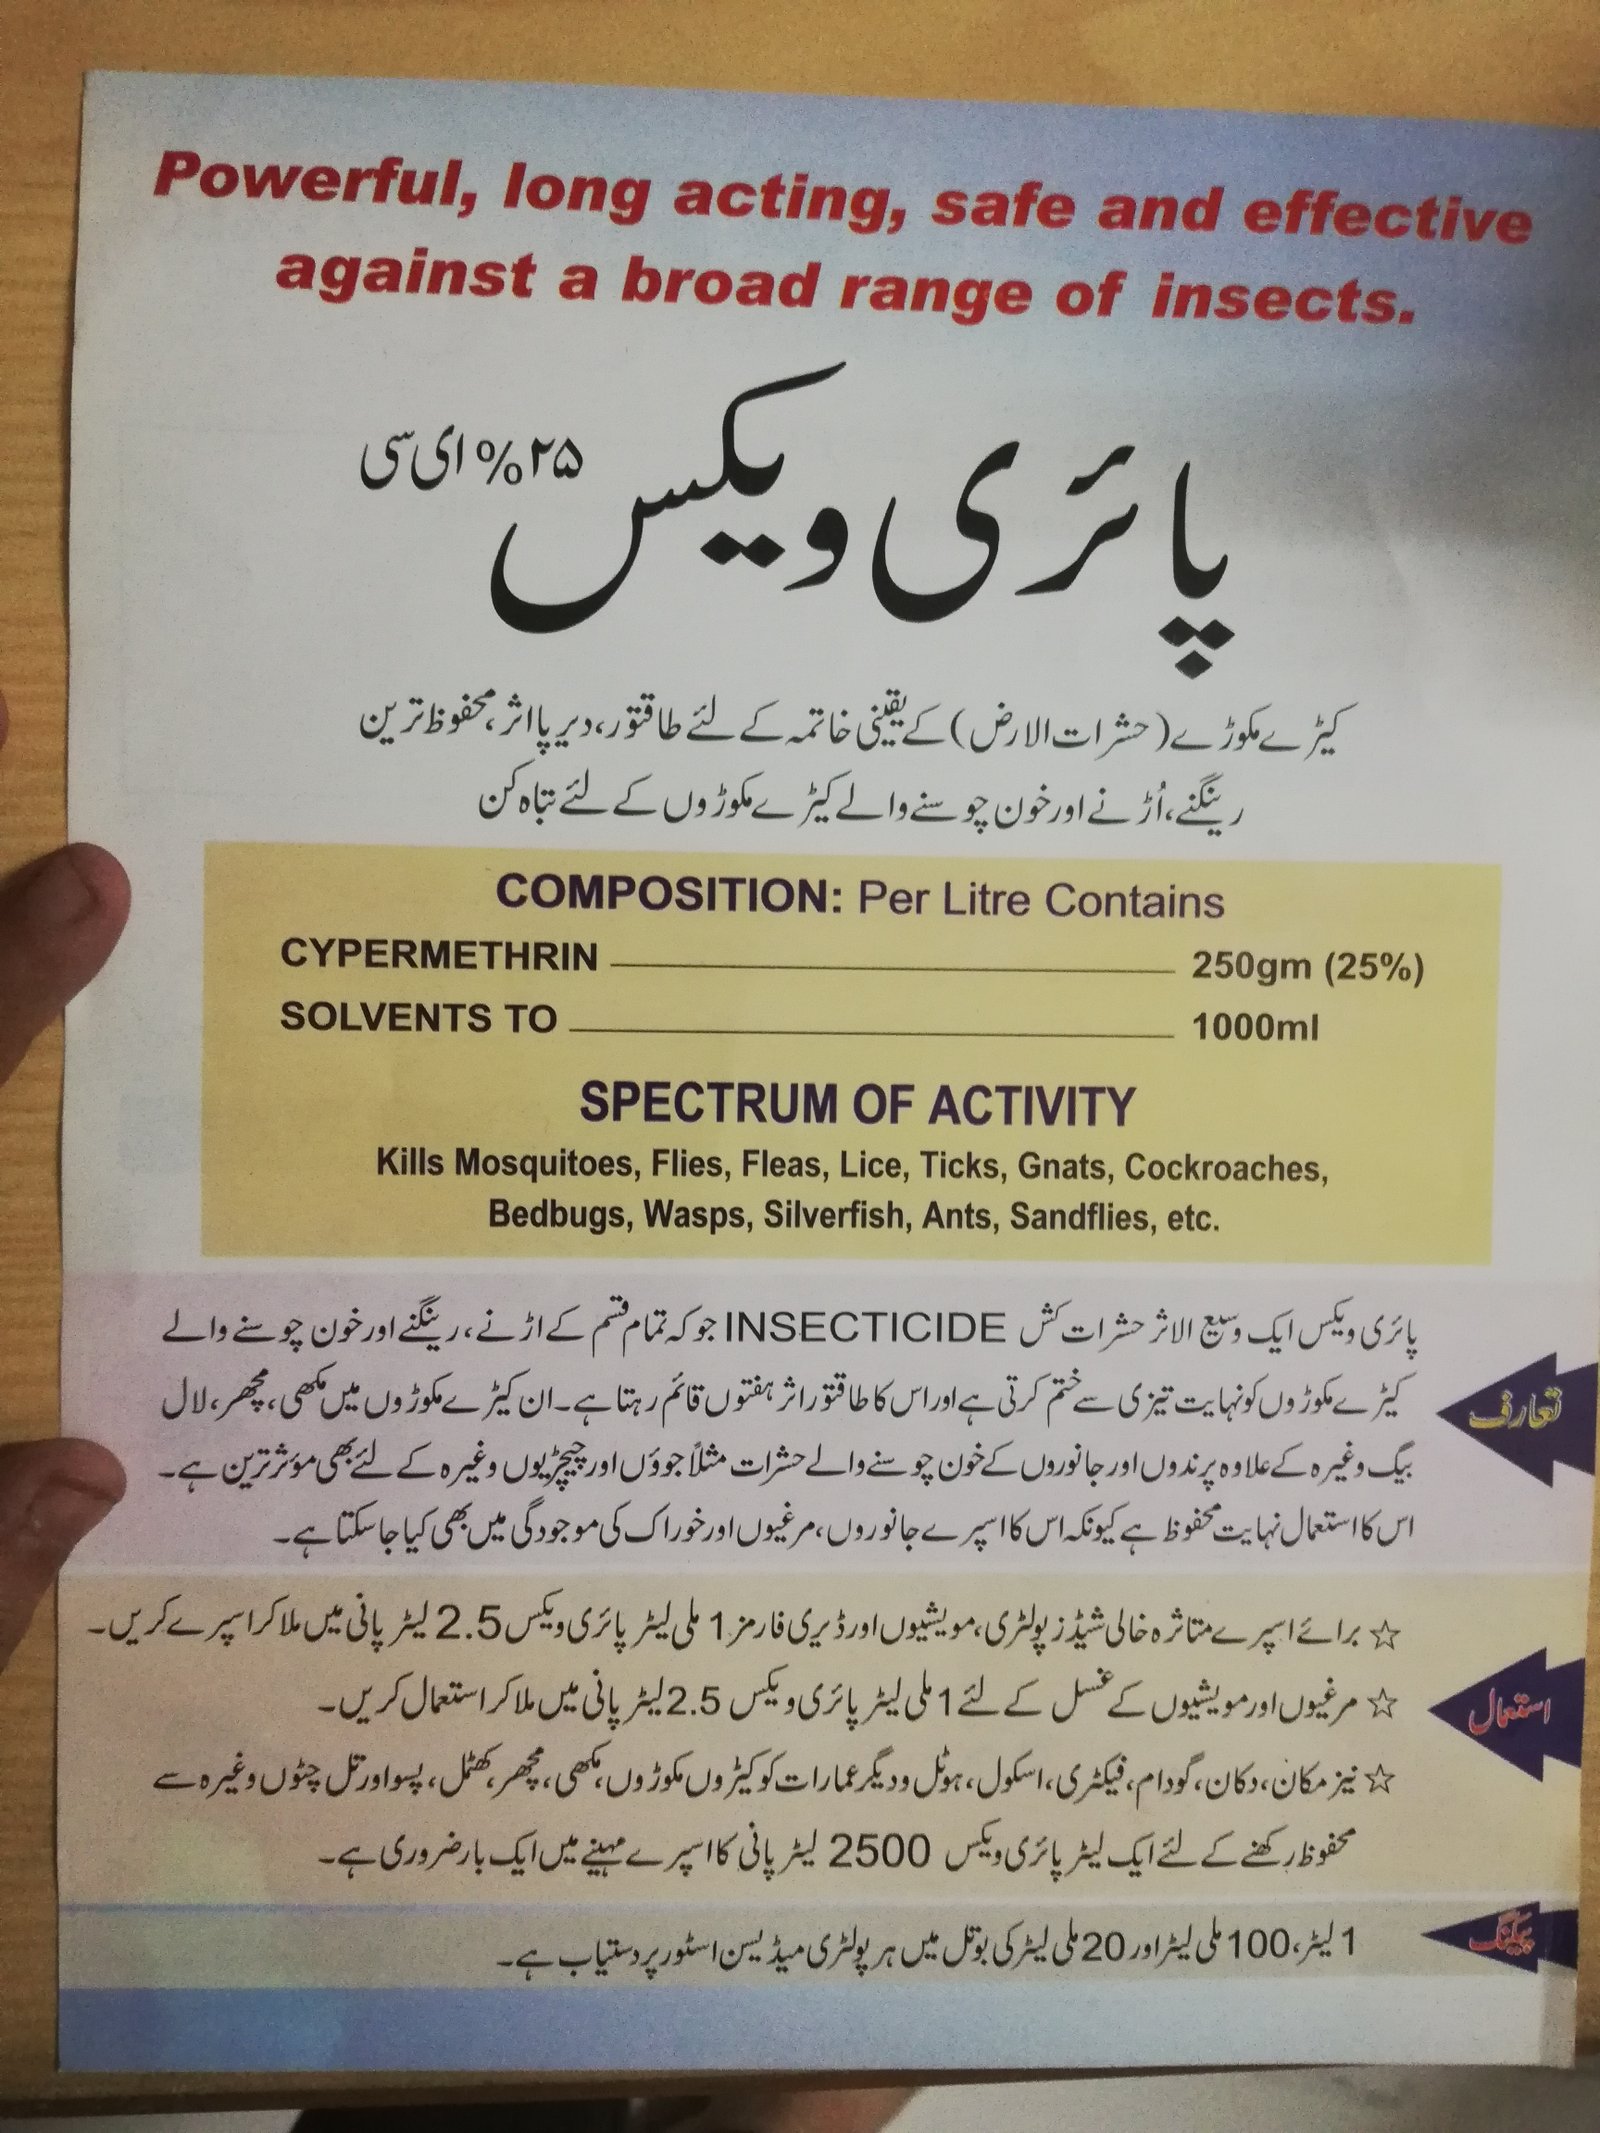 Powerful, long acting, safe and effective
against a broad range of insects.
پائری ویکس ۲۵% ای سی
کیڑے مکوڑے (حشرات الارض) کے یقینی خاتمہ کے لئے طاقتور، دیرپا اثر، محفوظ ترین
رینگنے، اُڑنے اور خون چوسنے والے کیڑے مکوڑوں کے لئے تباہ کن
COMPOSITION: Per Litre Contains
CYPERMETHRIN 250gm (25%)
SOLVENTS TO 1000ml
SPECTRUM OF ACTIVITY
Kills Mosquitoes, Flies, Fleas, Lice, Ticks, Gnats, Cockroaches,
Bedbugs, Wasps, Silverfish, Ants, Sandflies, etc.
تعارف
پائری ویکس ایک وسیع الاثر حشرات کش INSECTICIDE جو کہ تمام قسم کے اڑنے، رینگنے اور خون چوسنے والے
کیڑے مکوڑوں کو نہایت تیزی سے ختم کرتی ہے اور اس کا طاقتور اثر ہفتوں قائم رہتا ہے۔ ان کیڑے مکوڑوں میں مکھی، مچھر، لال
بیگ وغیرہ کے علاوہ پرندوں اور جانوروں کے خون چوسنے والے حشرات مثلاً جوؤں اور چیچڑیوں وغیرہ کے لئے بھی مؤثر ترین ہے۔
اس کا استعمال نہایت محفوظ ہے کیونکہ اس کا اسپرے جانوروں، مرغیوں اور خوراک کی موجودگی میں بھی کیا جا سکتا ہے۔
استعمال
☆ برائے اسپرے متاثرہ خالی شیڈز پولٹری، مویشیوں اور ڈیری فارمز 1 ملی لیٹر پائری ویکس 2.5 لیٹر پانی میں ملا کر اسپرے کریں۔
☆ مرغیوں اور مویشیوں کے غسل کے لئے 1 ملی لیٹر پائری ویکس 2.5 لیٹر پانی میں ملا کر استعمال کریں۔
☆ نیز مکان، دکان، گودام، فیکٹری، اسکول، ہوٹل و دیگر عمارات کو کیڑوں مکوڑوں، مکھی، مچھر، کھٹمل، پسو اور تل چٹوں وغیرہ سے
محفوظ رکھنے کے لئے ایک لیٹر پائری ویکس 2500 لیٹر پانی کا اسپرے مہینے میں ایک بار ضروری ہے۔
پیکنگ
1 لیٹر، 100 ملی لیٹر اور 20 ملی لیٹر کی بوتل میں ہر پولٹری میڈیسن اسٹور پر دستیاب ہے۔